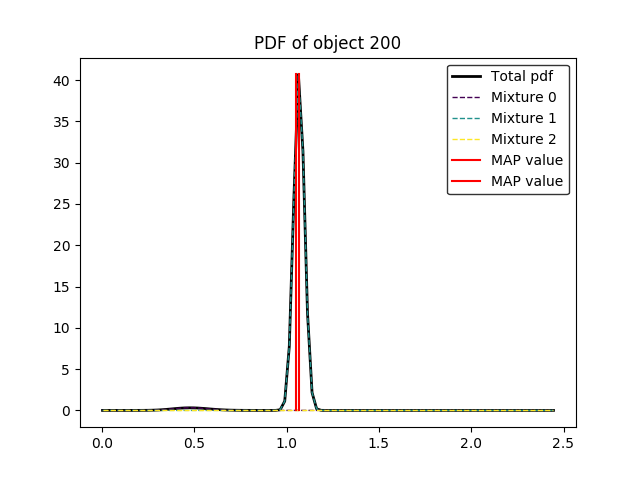 PDF of object 200
Total pdf
Mixture 0
Mixture 1
Mixture 2
MAP value
MAP value
40
35
30
25
20
15
10
5
0
0.0 0.5 1.0 1.5 2.0 2.5